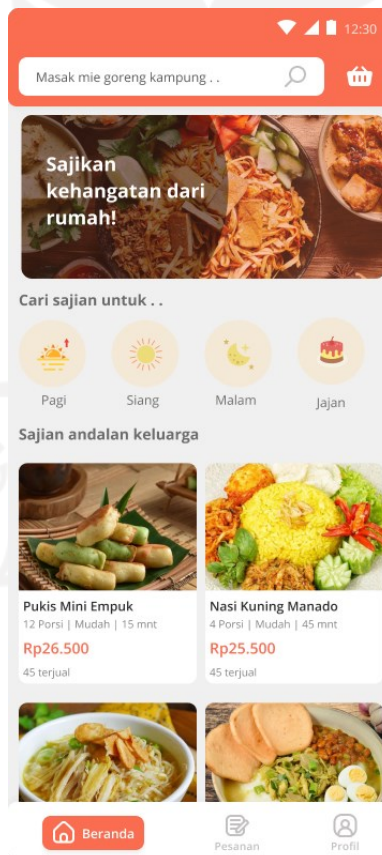 12:30
Masak mie goreng kampung . .
Sajikan
kehangatan dari
rumah!
Cari sajian untuk . .
Pagi Siang Malam Jajan
Sajian andalan keluarga
Pukis Mini Empuk
12 Porsi | Mudah | 15 mnt
Rp26.500
45 terjual
Nasi Kuning Manado
4 Porsi | Mudah | 45 mnt
Rp25.500
45 terjual
Beranda Pesanan Profil